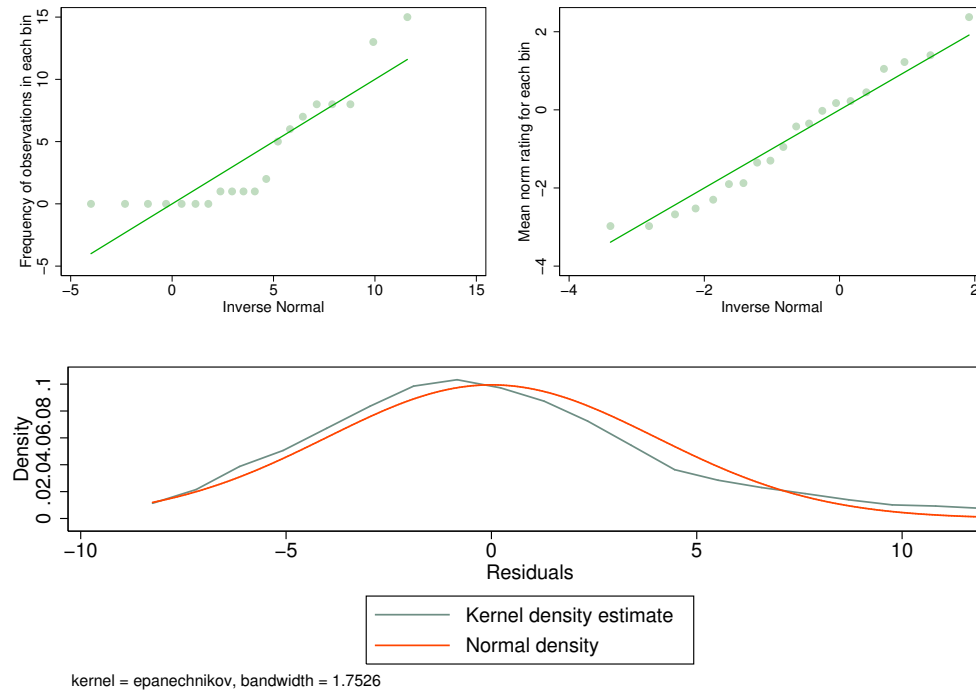 Frequency of observations in each bin
15
10
5
0
−5
−5
0
5
10
15
Inverse Normal
Mean norm rating for each bin
2
0
−2
−4
−4
−2
0
2
Inverse Normal
Density
0 .02.04.06.08 .1
−10
−5
0
5
10
Residuals
Kernel density estimate
Normal density
kernel = epanechnikov, bandwidth = 1.7526